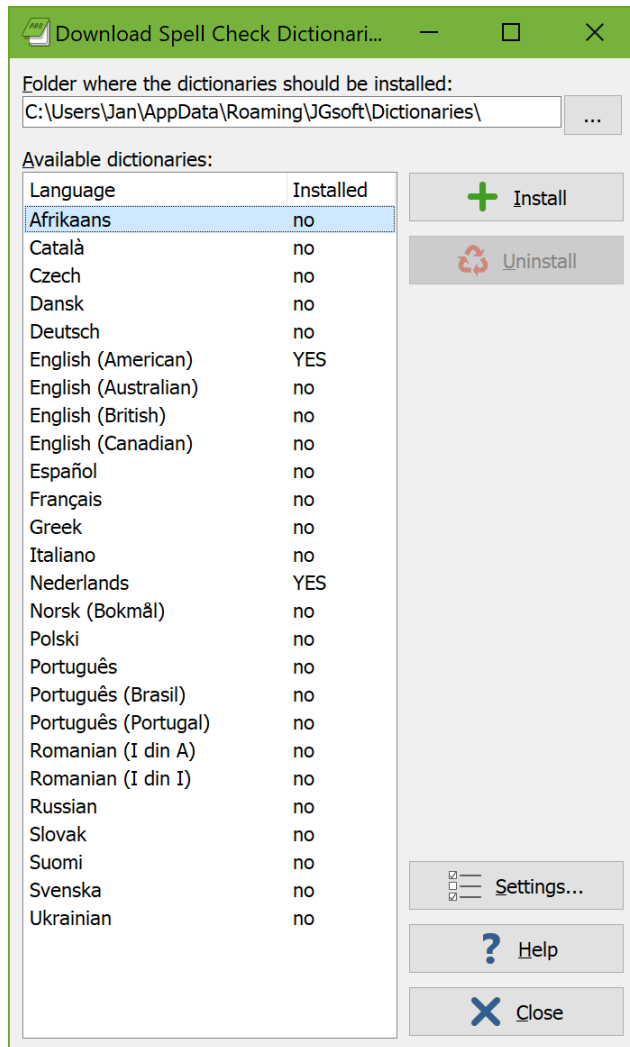 Download Spell Check Dictionari...
Folder where the dictionaries should be installed:
C:\Users\Jan\AppData\Roaming\JGsoft\Dictionaries\
...
Available dictionaries:
Language Installed
Install
Afrikaans no
Català no
Uninstall
Czech no
Dansk no
Deutsch no
English (American) YES
English (Australian) no
English (British) no
English (Canadian) no
Español no
Français no
Greek no
Italiano no
Nederlands YES
Norsk (Bokmål) no
Polski no
Português no
Português (Brasil) no
Português (Portugal) no
Romanian (I din A) no
Romanian (I din I) no
Russian no
Slovak no
Suomi no
Svenska no
Ukrainian no
Settings...
? Help
Close